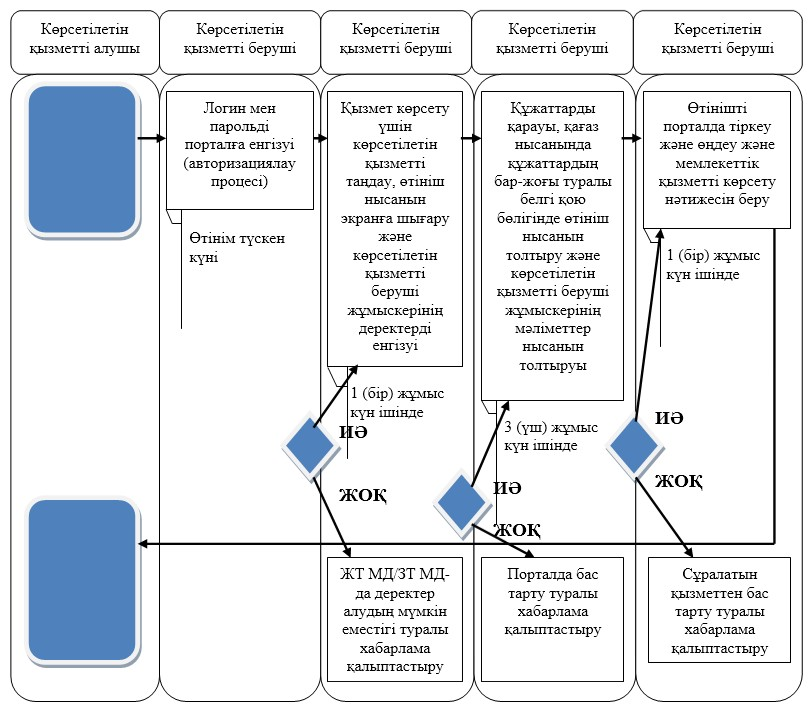 Көрсетілетін
қызметті алушы
Көрсетілетін
қызметті беруші
Көрсетілетін
қызметті беруші
Көрсетілетін
қызметті беруші
Көрсетілетін
қызметті беруші
Логин мен
парольді
порталға енгізуі
(авторизациялау
процесі)
Өтінім түскен
күні
Қызмет көрсету
үшін
көрсетілетін
қызметті
таңдау, өтініш
нысанын
экранға шығару
және
көрсетілетін
қызметті
беруші
жұмыскерінің
деректерді
енгізуі
1 (бір) жұмыс
күн ішінде
ИӘ
ЖОҚ
ЖТ МД/ЗТ МД-
да деректер
алудың мүмкін
еместігі туралы
хабарлама
қалыптастыру
Құжаттарды
қарауы, қағаз
нысанында
құжаттардың
бар-жоғы туралы
белгі қою
бөлігінде өтініш
нысанын
толтыру және
көрсетілетін
қызметті беруші
жұмыскерінің
мәліметтер
нысанын
толтыруы
3 (үш) жұмыс
күн ішінде
ИӘ
ЖОҚ
Порталда бас
тарту туралы
хабарлама
қалыптастыру
Өтінішті
порталда тіркеу
және өңдеу және
мемлекеттік
қызметті көрсету
нәтижесін беру
1 (бір) жұмыс
күн ішінде
ИӘ
ЖОҚ
Сұралатын
қызметтен бас
тарту туралы
хабарлама
қалыптастыру